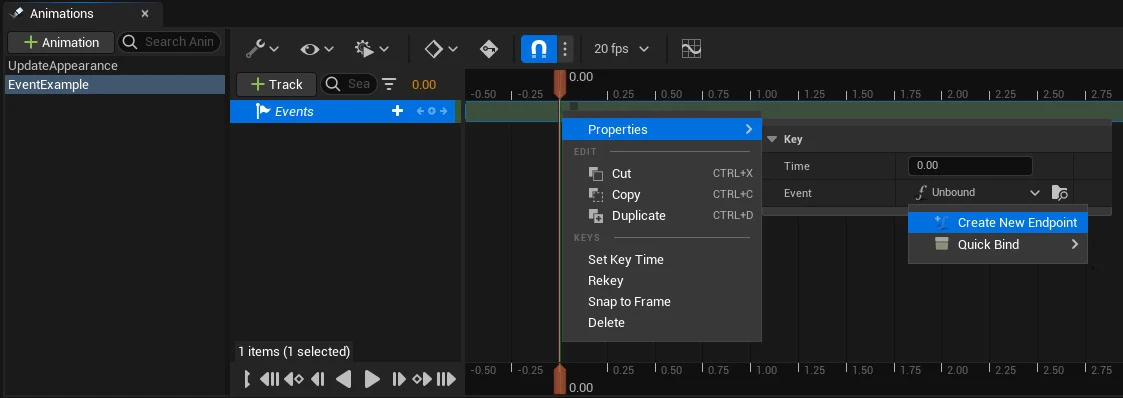 Animations ×
Animation
Search Anin
UpdateAppearance
EventExample
20 fps
Track
Sea
0.00
0.00
-0.50 -0.25 0.25 0.50 0.75 1.00 1.25 1.50 1.75 2.00 2.25 2.50 2.75
Events
Properties
EDIT
Cut CTRL+X
Copy CTRL+C
Duplicate CTRL+D
KEYS
Set Key Time
Rekey
Snap to Frame
Delete
Key
Time 0.00
Event Unbound
Create New Endpoint
Quick Bind
1 items (1 selected)
-0.50 -0.25 0.25 0.50 0.75 1.00 1.25 1.50 1.75 2.00 2.25 2.50 2.75
0.00